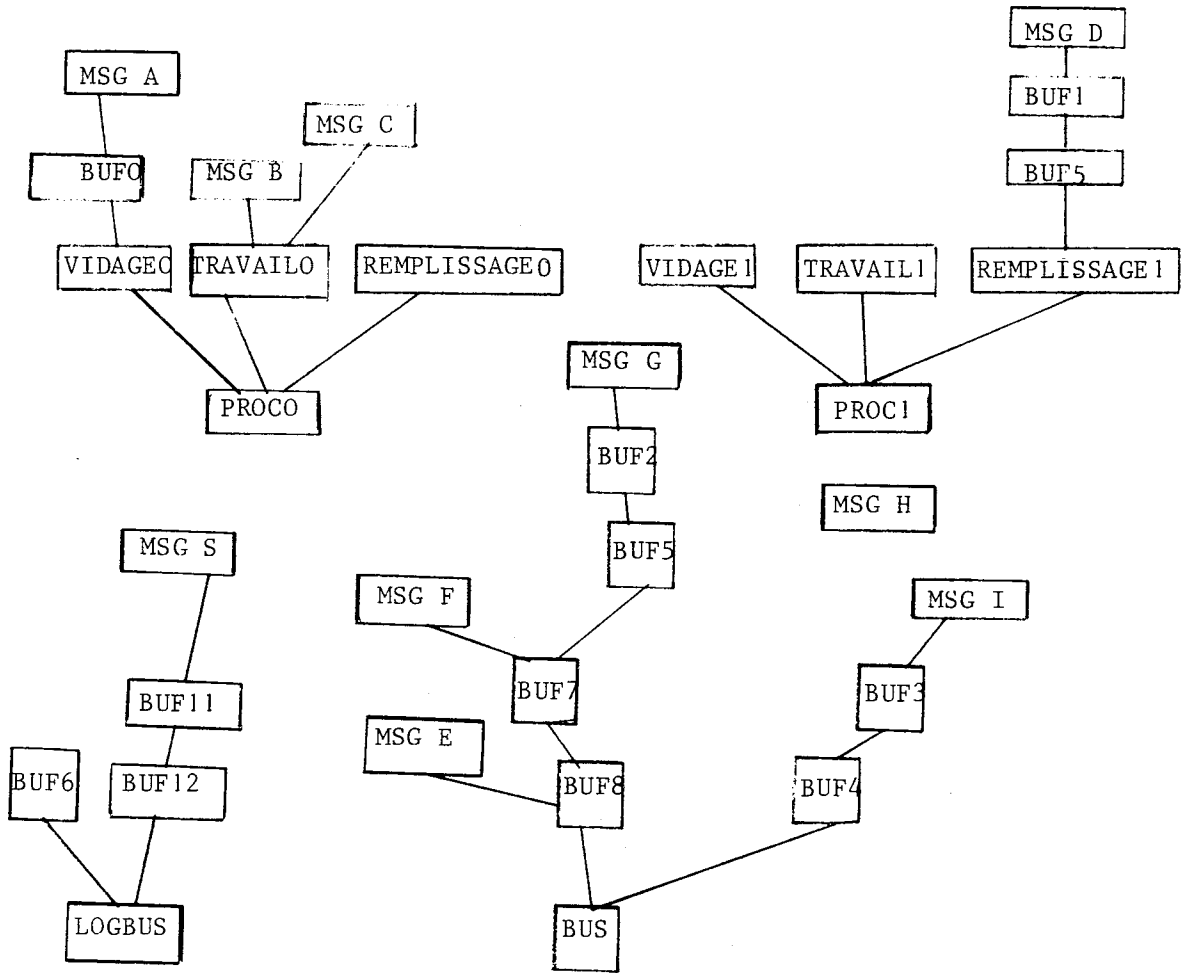 MSG D
MSG A
BUF1
MSG C
BUF0
MSG B
BUF5
VIDAGE0
TRAVAIL0
REMPLISSAGE0
VIDAGE1
TRAVAIL1
REMPLISSAGE1
MSG G
PROC0
PROC1
BUF2
MSG H
MSG S
BUF5
MSG F
MSG I
BUF11
BUF7
BUF3
MSG E
BUF6
BUF12
BUF8
BUF4
LOGBUS
BUS